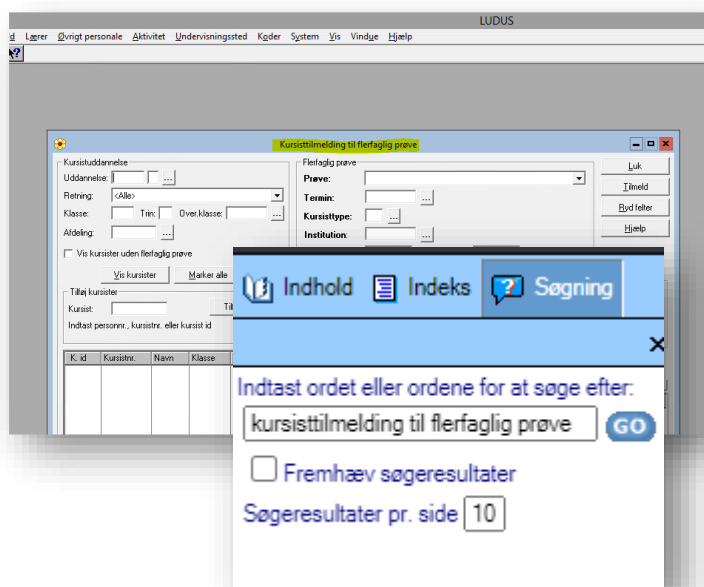 LUDUS
d Lærer Øvrigt personale Aktivitet Undervisningssted Koder System Vis Vindue Hjælp
Kursisttilmelding til flerfaglig prøve
Kursistuddannelse
Uddannelse: ...
Retning: <Alle>
Klasse: Trin: Over.klasse: ...
Afdeling: ...
Vis kursister uden flerfaglig prøve
Vis kursister Marker alle
Tilføj kursister
Kursist: Til
Indtast personnr., kursistnr. eller kursist id
K. id Kursistnr. Navn Klasse
Flerfaglig prøve
Prøve:
Termin: ...
Kursisttype: ...
Institution: ...
Luk
Tilmeld
Ryd felter
Hjælp
Indhold Indeks Søgning
Indtast ordet eller ordene for at søge efter:
kursisttilmelding til flerfaglig prøve GO
Fremhæv søgeresultater
Søgeresultater pr. side 10